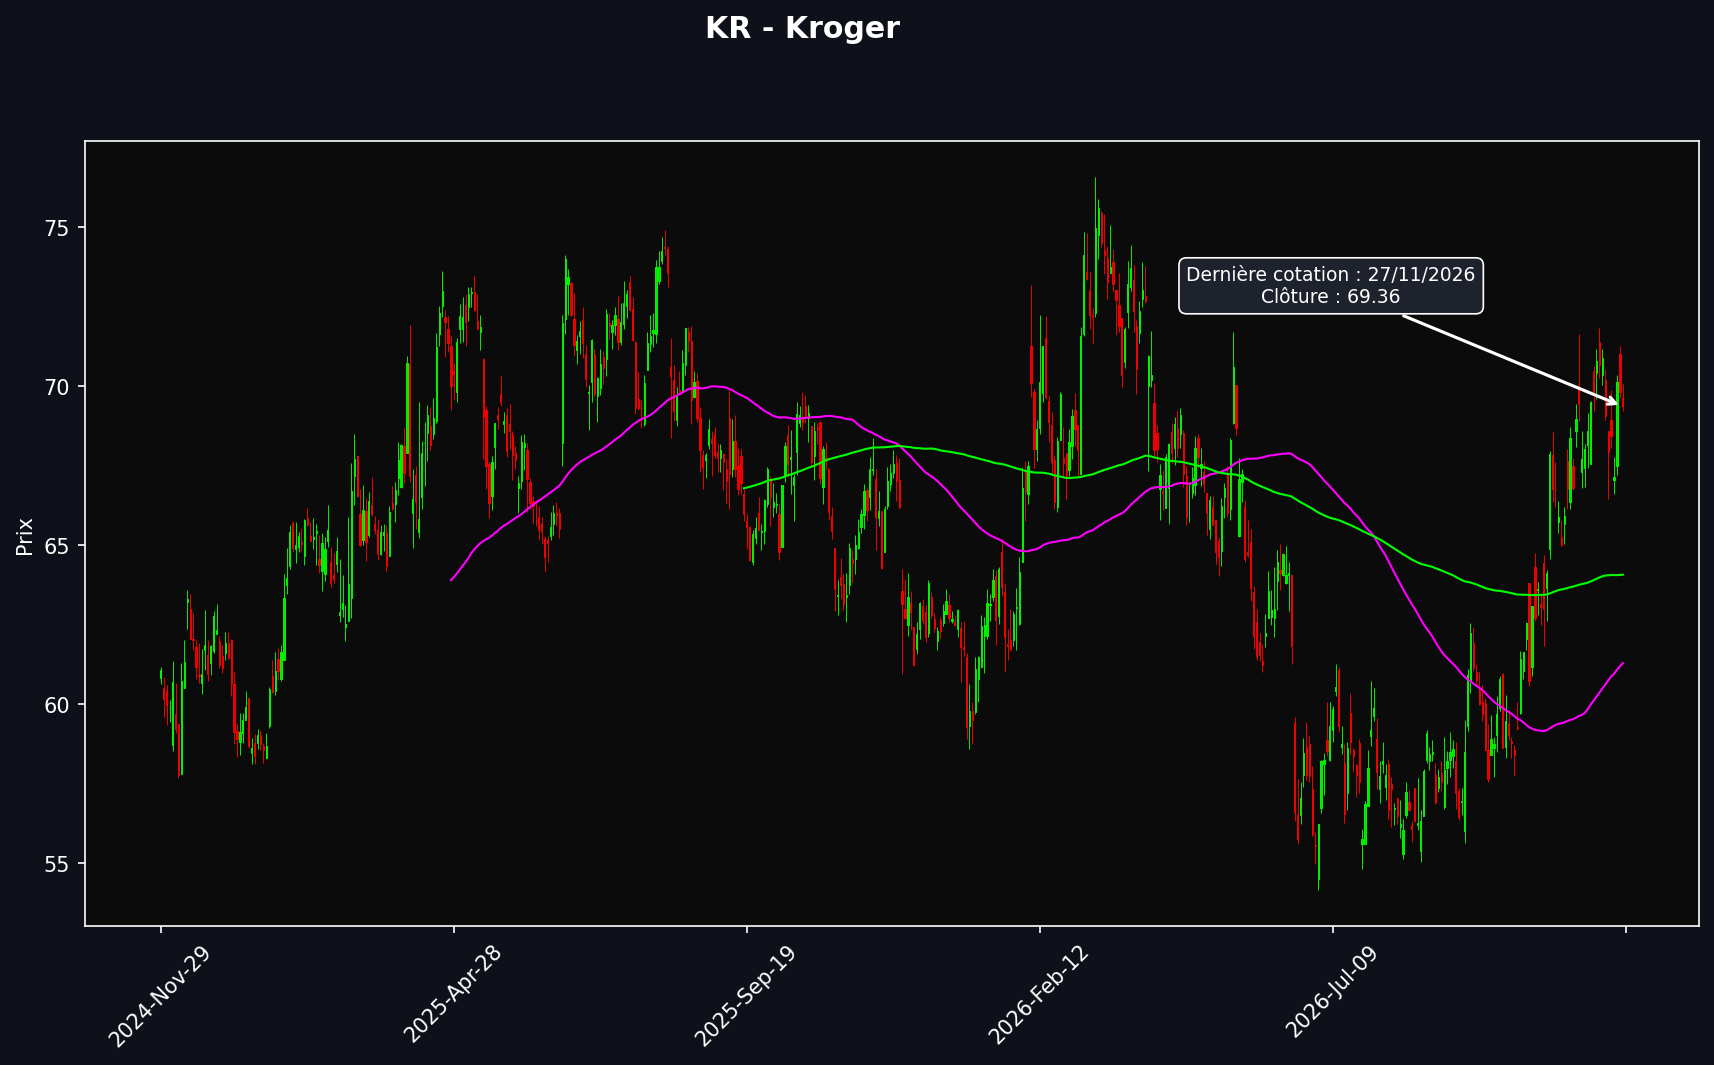 KR - Kroger
Dernière cotation : 27/11/2026
Clôture : 69.36
Prix
75
70
65
60
55
2024-Nov-29
2025-Apr-28
2025-Sep-19
2026-Feb-12
2026-Jul-09